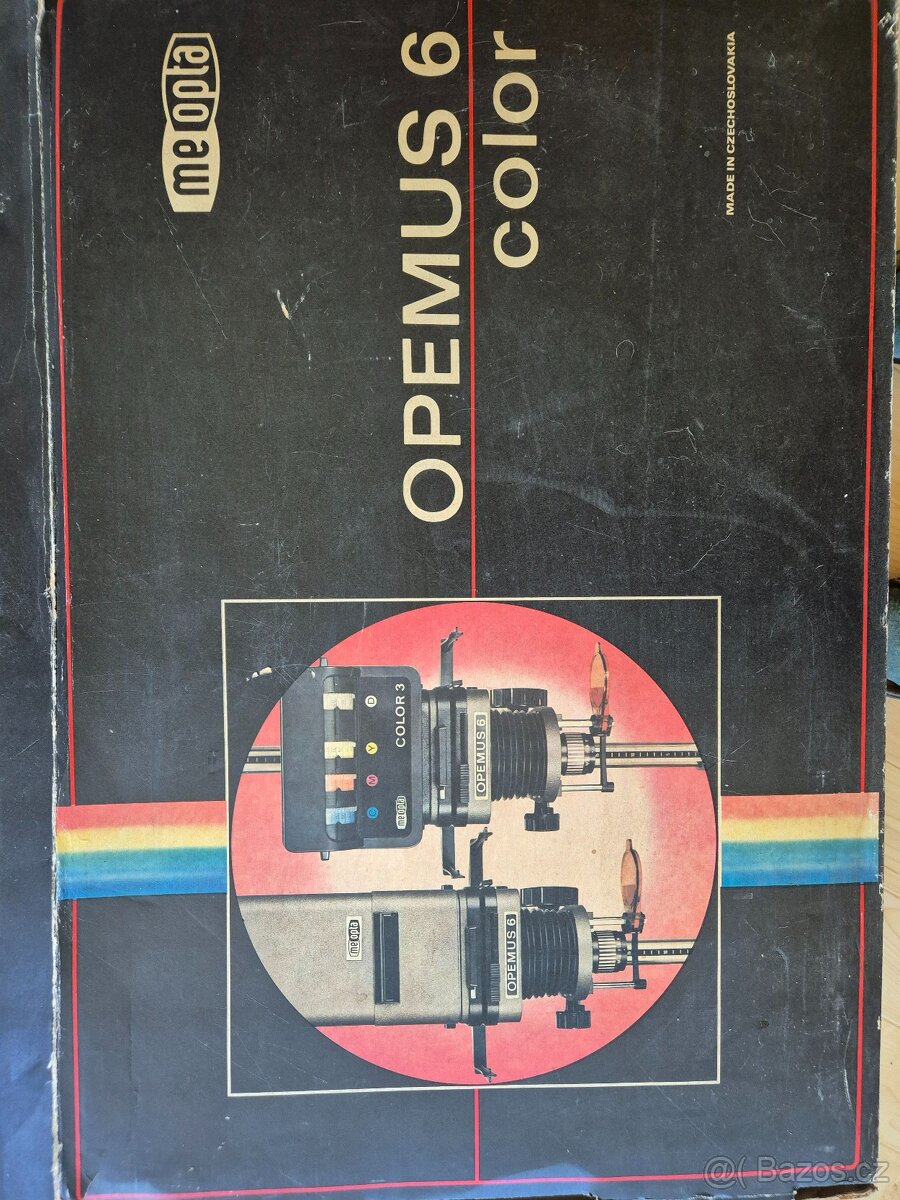 meopta
OPEMUS 6
color
MADE IN CZECHOSLOVAKIA
C M Y D
meopta COLOR 3
OPEMUS 6
meopta
OPEMUS 6
@( Bazos.cz